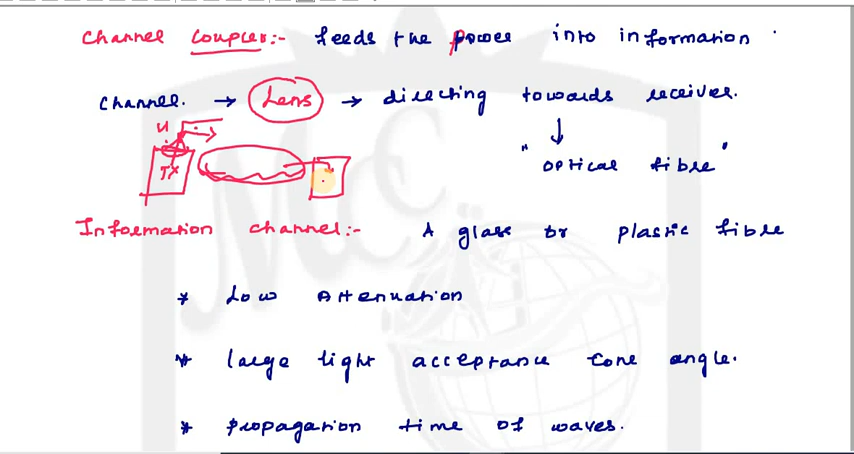 Channel Coupler:- feeds the power into information
channel. → Lens → directing towards receiver.
↓
" optical fibre "
TX
Information channel:- A glass or plastic fibre
* Low Attenuation
* large light acceptance cone angle.
* propagation time of waves.